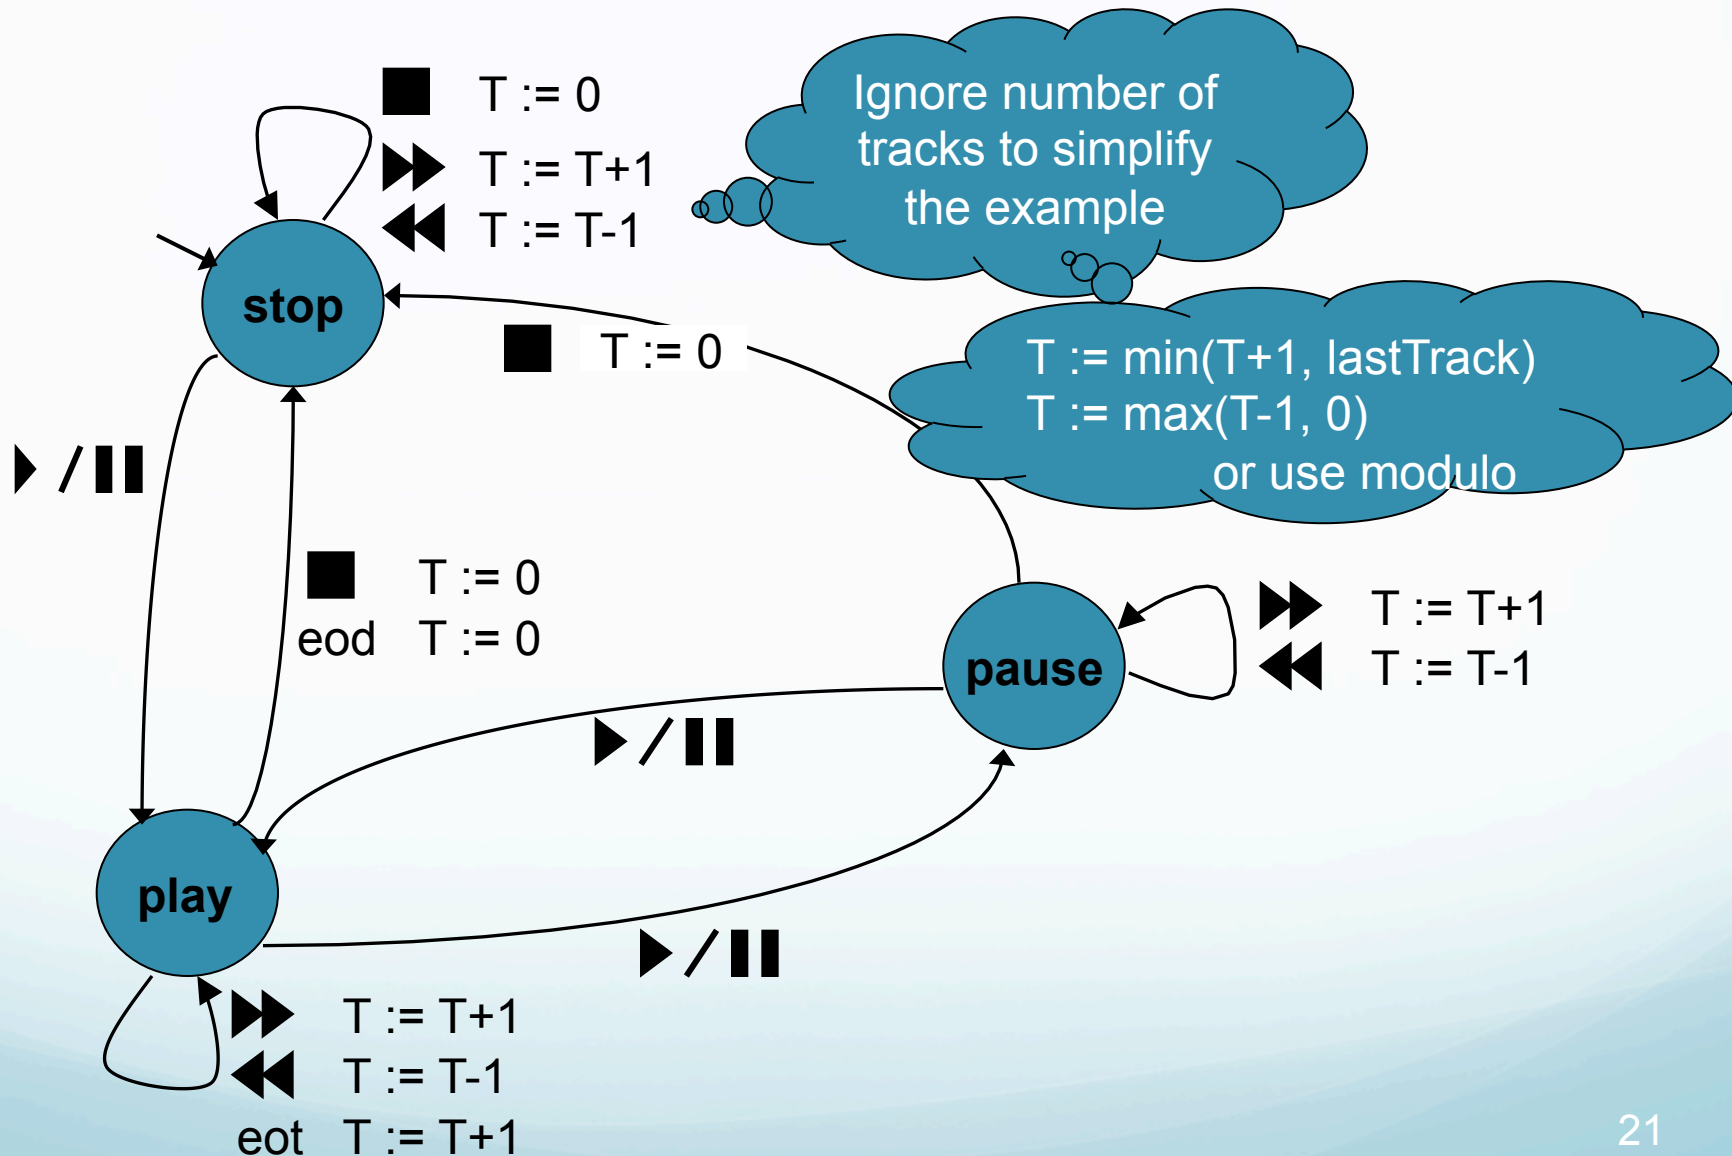 T := 0
T := T+1
T := T-1
Ignore number of
tracks to simplify
the example
stop
T := 0
T := min(T+1, lastTrack)
T := max(T-1, 0)
or use modulo
/
T := 0
eod T := 0
pause
T := T+1
T := T-1
/
play
/
T := T+1
T := T-1
eot T := T+1
21